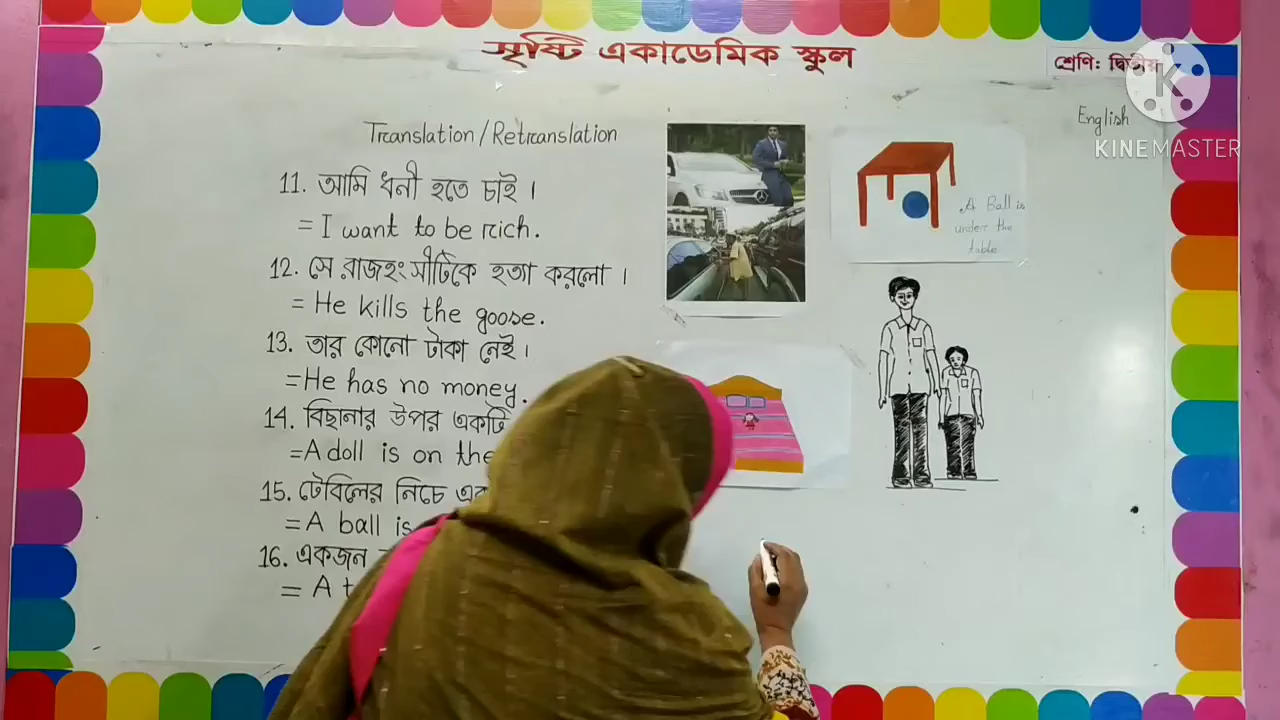 সৃষ্টি একাডেমিক স্কুল
শ্রেণি: দ্বিতীয়
English
KINEMASTER
Translation/Retranslation
11. আমি ধনী হতে চাই।
= I want to be rich.
12. সে রাজহংসীটিকে হত্যা করলো।
= He kills the goose.
13. তার কোনো টাকা নেই।
=He has no money.
14. বিছানার উপর একটি
=A doll is on the
15. টেবিলের নিচে
= A ball is
16. একজন
= A
A Ball is
under the
table